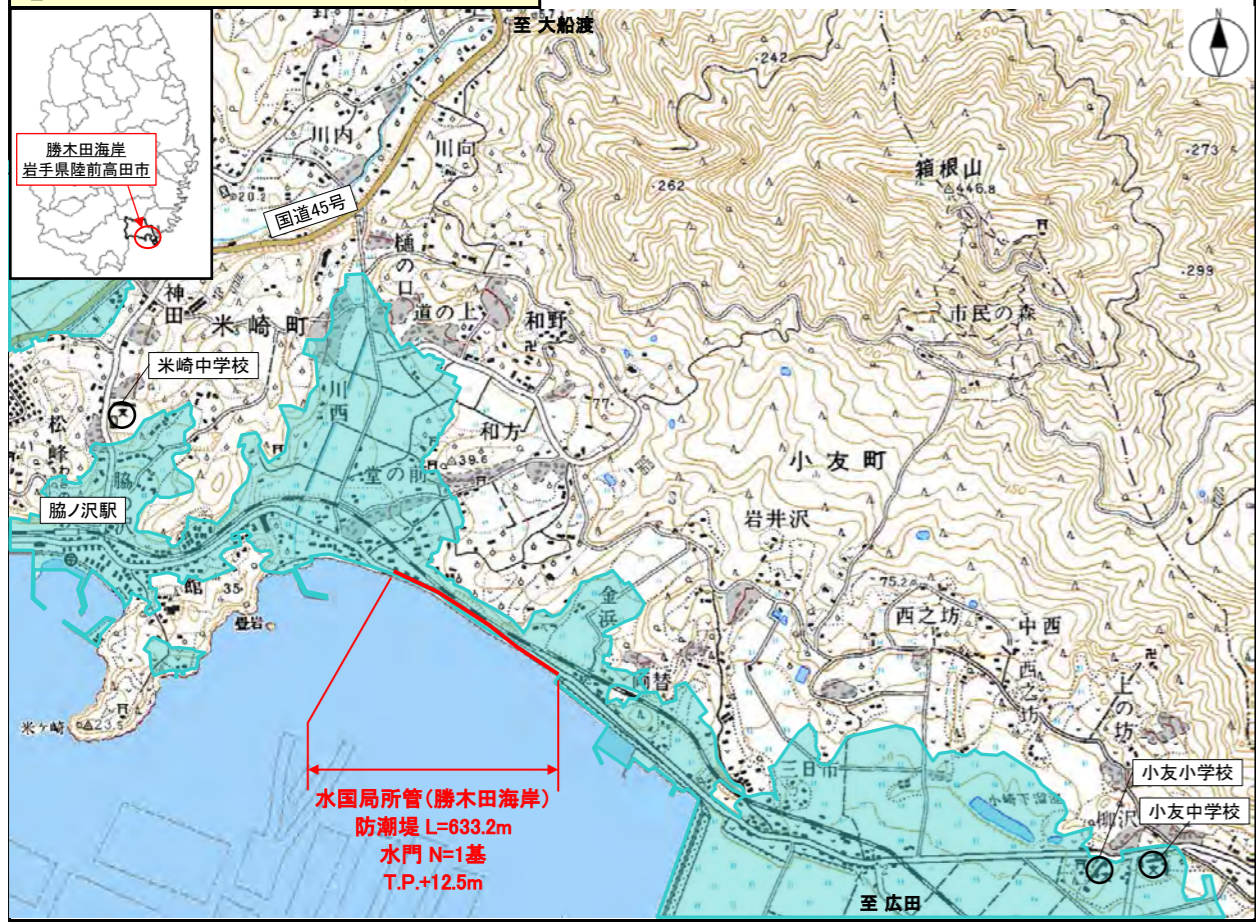 至 大船渡
N
250
242
川内
川向
勝木田海岸
岩手県陸前高田市
20.2
国道45号
262
箱根山
446.8
273
299
樋の口
神田
米崎町
道の上
和野
市民の森
米崎中学校
川西
77
和方
39.6
松峰
脇
堂の前
小友町
岩井沢
150
脇ノ沢駅
館
35
疊岩
金浜
75.2
西之坊
中西
西之坊
上の坊
米ヶ崎
23
三日市
小友小学校
小友中学校
柳沢
水国局所管(勝木田海岸)
防潮堤 L=633.2m
水門 N=1基
T.P.+12.5m
至 広田